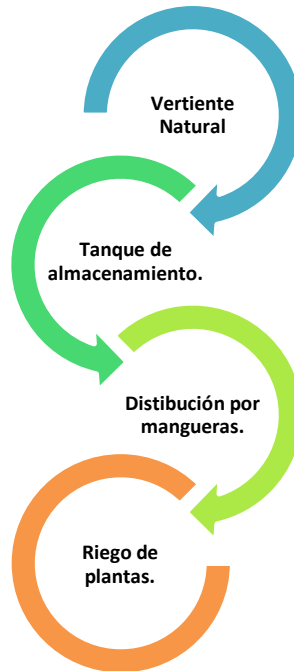 Vertiente
Natural
Tanque de
almacenamiento.
Distibución por
mangueras.
Riego de
plantas.